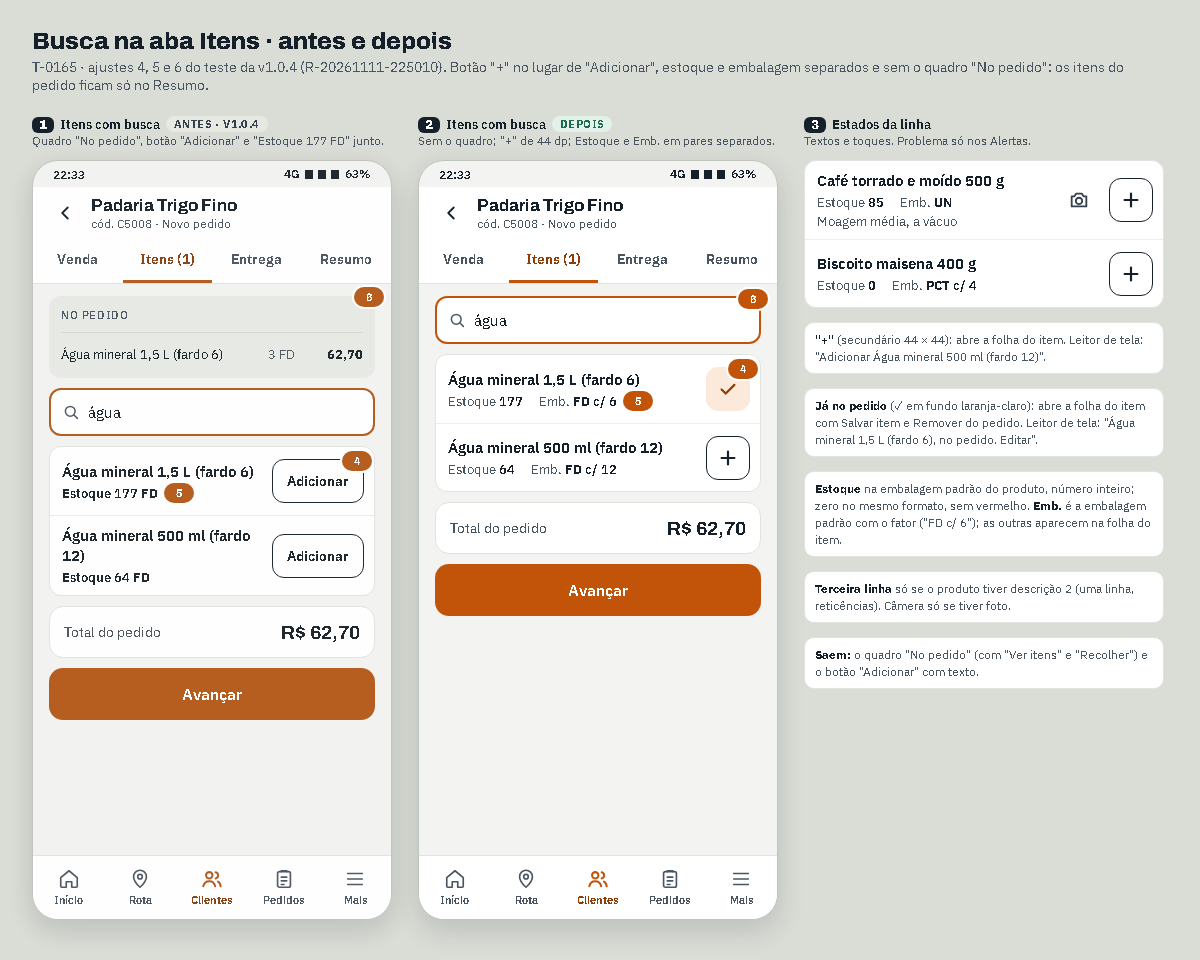 Busca na aba Itens · antes e depois
T-0165 · ajustes 4, 5 e 6 do teste da v1.0.4 (R-20261111-225010). Botão "+" no lugar de "Adicionar", estoque e embalagem separados e sem o quadro "No pedido": os itens do
pedido ficam só no Resumo.
1 Itens com busca ANTES · V1.0.4
Quadro "No pedido", botão "Adicionar" e "Estoque 177 FD" junto.
22:33 4G 63%
Padaria Trigo Fino
cód. C5008 · Novo pedido
Venda Itens (1) Entrega Resumo
6
NO PEDIDO
Água mineral 1,5 L (fardo 6) 3 FD 62,70
água
4
Água mineral 1,5 L (fardo 6)
Adicionar
Estoque 177 FD 5
Água mineral 500 ml (fardo
12)
Adicionar
Estoque 64 FD
Total do pedido R$ 62,70
Avançar
Início Rota Clientes Pedidos Mais
2 Itens com busca DEPOIS
Sem o quadro; "+" de 44 dp; Estoque e Emb. em pares separados.
22:33 4G 63%
Padaria Trigo Fino
cód. C5008 · Novo pedido
Venda Itens (1) Entrega Resumo
6
água
4
Água mineral 1,5 L (fardo 6)
Estoque 177 Emb. FD c/ 6 5
Água mineral 500 ml (fardo 12)
Estoque 64 Emb. FD c/ 12
Total do pedido R$ 62,70
Avançar
Início Rota Clientes Pedidos Mais
3 Estados da linha
Textos e toques. Problema só nos Alertas.
Café torrado e moído 500 g
Estoque 85 Emb. UN
Moagem média, a vácuo
Biscoito maisena 400 g
Estoque 0 Emb. PCT c/ 4
"+" (secundário 44 × 44): abre a folha do item. Leitor de tela:
"Adicionar Água mineral 500 ml (fardo 12)".
Já no pedido (✓ em fundo laranja-claro): abre a folha do item
com Salvar item e Remover do pedido. Leitor de tela: "Água
mineral 1,5 L (fardo 6), no pedido. Editar".
Estoque na embalagem padrão do produto, número inteiro;
zero no mesmo formato, sem vermelho. Emb. é a embalagem
padrão com o fator ("FD c/ 6"); as outras aparecem na folha do
item.
Terceira linha só se o produto tiver descrição 2 (uma linha,
reticências). Câmera só se tiver foto.
Saem: o quadro "No pedido" (com "Ver itens" e "Recolher") e
o botão "Adicionar" com texto.